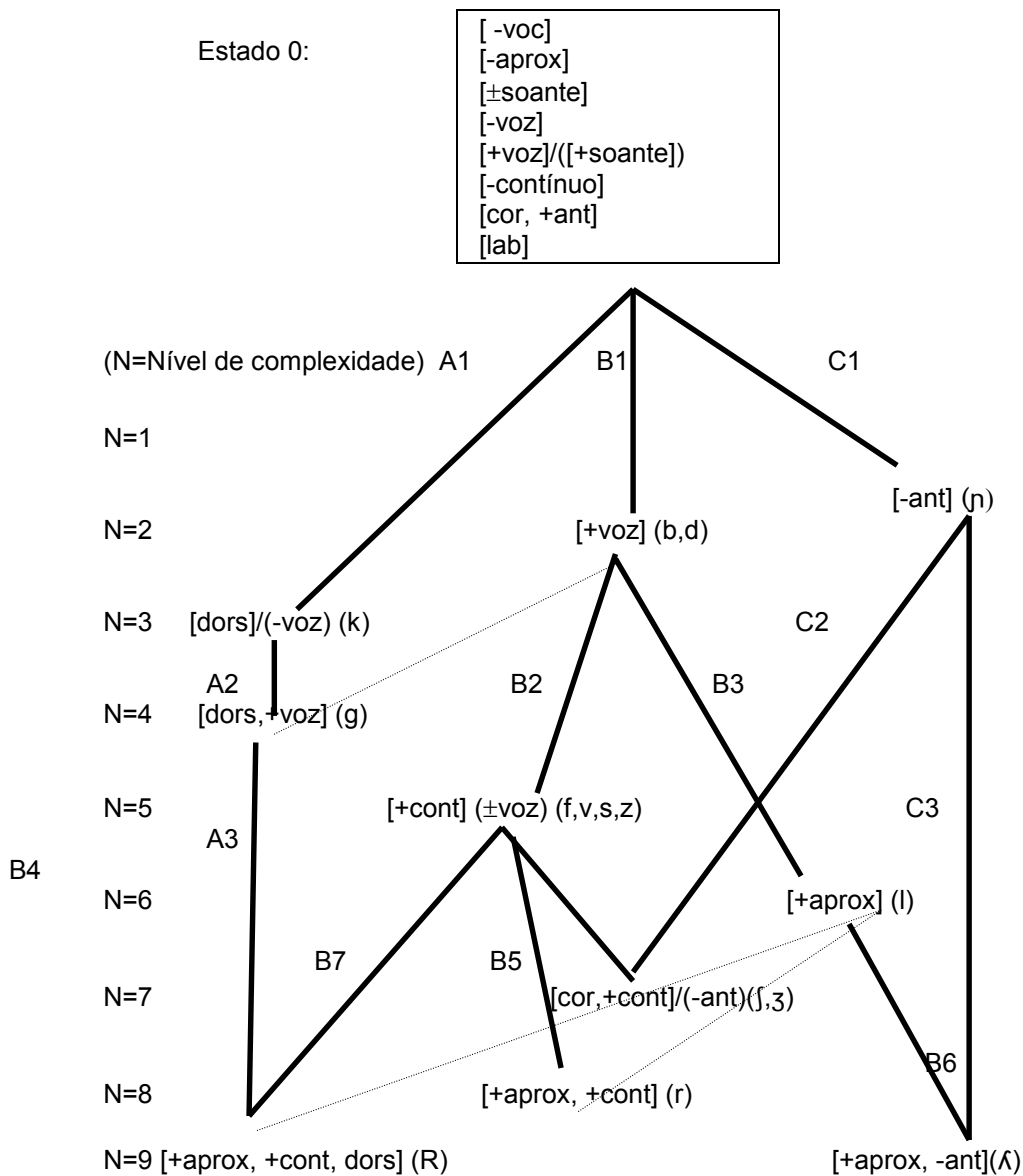 Estado 0:
[ -voc]
[-aprox]
[±soante]
[-voz]
[+voz]/([+soante])
[-contínuo]
[cor, +ant]
[lab]
(N=Nível de complexidade) A1 B1 C1
N=1
[-ant] (ɲ)
N=2 [+voz] (b,d)
N=3 [dors]/(-voz) (k) C2
A2 B2 B3
N=4 [dors,+voz] (g)
N=5 [+cont] (±voz) (f,v,s,z) C3
A3
B4
N=6 [+aprox] (l)
B7 B5
N=7 [cor,+cont]/(-ant)(ʃ,ʒ)
B6
N=8 [+aprox, +cont] (r)
N=9 [+aprox, +cont, dors] (R) [+aprox, -ant](ʎ)